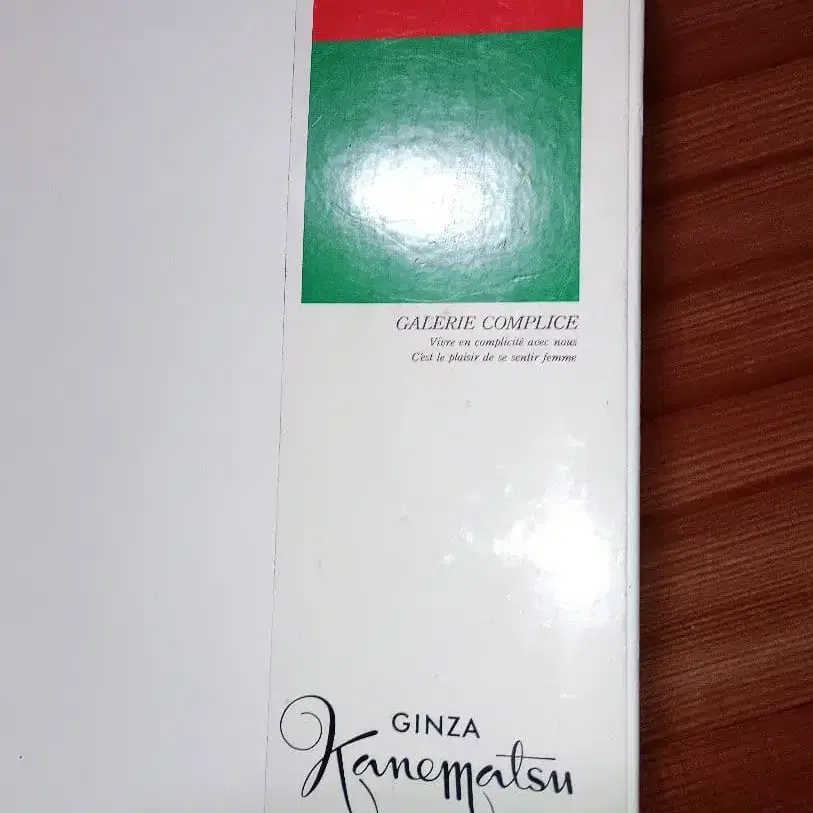 GALERIE COMPLICE
Vivre en complicité avec nous
C'est le plaisir de se sentir femme
GINZA
Kanematsu